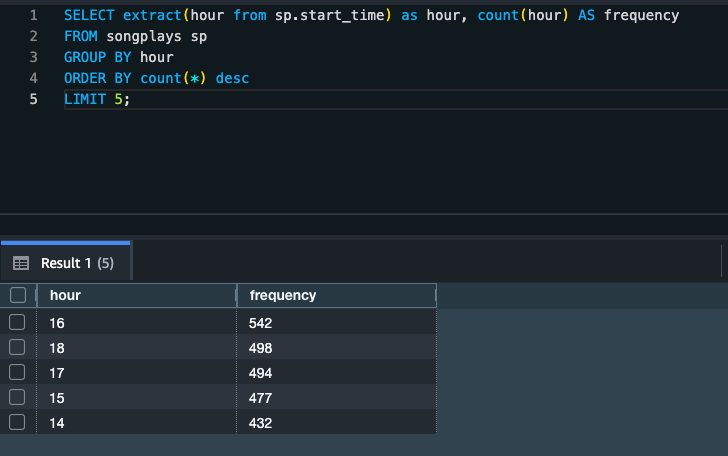 1 SELECT extract(hour from sp.start_time) as hour, count(hour) AS frequency
2 FROM songplays sp
3 GROUP BY hour
4 ORDER BY count(*) desc
5 LIMIT 5;
Result 1 (5)
hour frequency
16 542
18 498
17 494
15 477
14 432